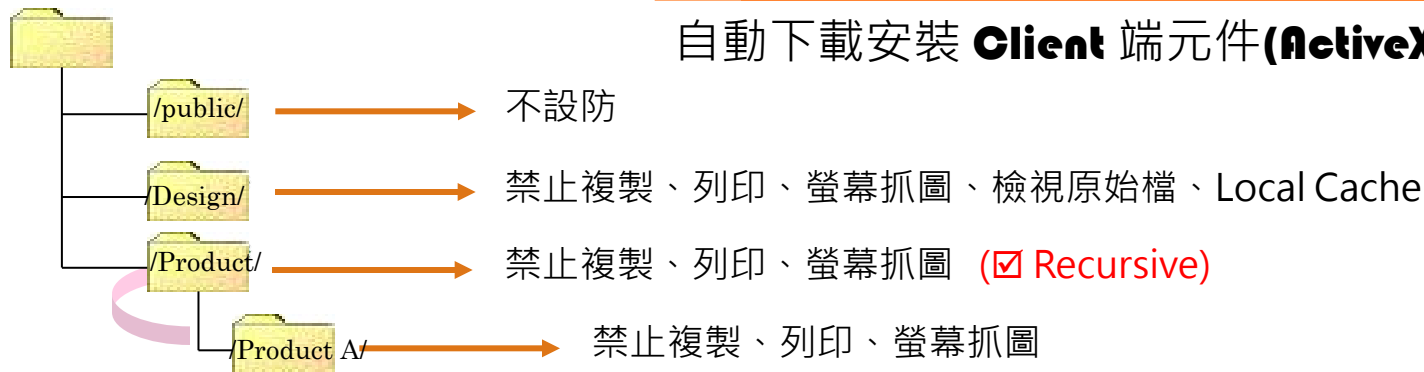 自動下載安裝 Client 端元件(ActiveX
/public/ 不設防
/Design/ 禁止複製、列印、螢幕抓圖、檢視原始檔、Local Cache
/Product/ 禁止複製、列印、螢幕抓圖 (☑ Recursive)
/Product A/ 禁止複製、列印、螢幕抓圖